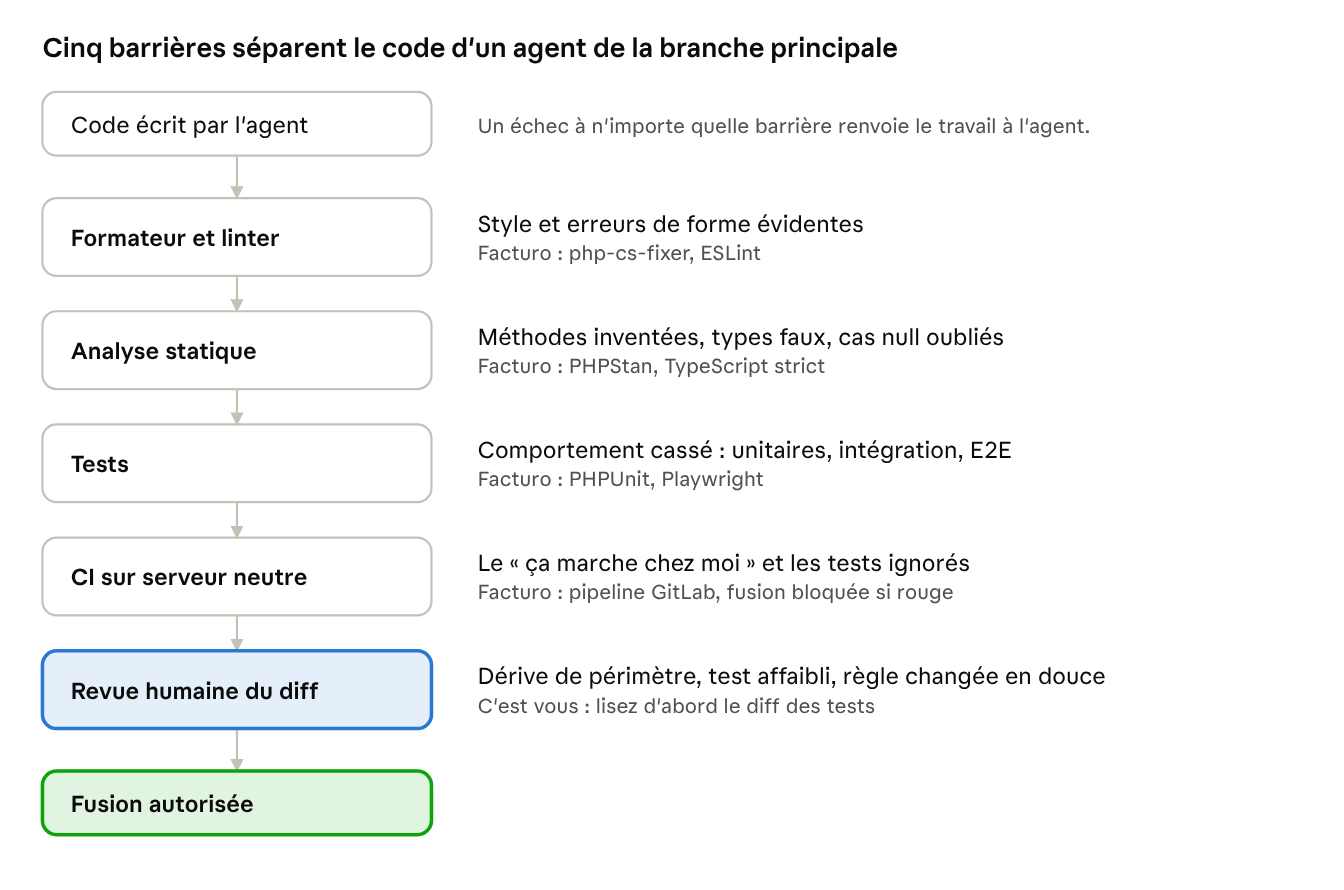 Cinq barrières séparent le code d'un agent de la branche principale
Code écrit par l'agent
Un échec à n'importe quelle barrière renvoie le travail à l'agent.
Formateur et linter
Style et erreurs de forme évidentes
Facturo : php-cs-fixer, ESLint
Analyse statique
Méthodes inventées, types faux, cas null oubliés
Facturo : PHPStan, TypeScript strict
Tests
Comportement cassé : unitaires, intégration, E2E
Facturo : PHPUnit, Playwright
CI sur serveur neutre
Le « ça marche chez moi » et les tests ignorés
Facturo : pipeline GitLab, fusion bloquée si rouge
Revue humaine du diff
Dérive de périmètre, test affaibli, règle changée en douce
C'est vous : lisez d'abord le diff des tests
Fusion autorisée